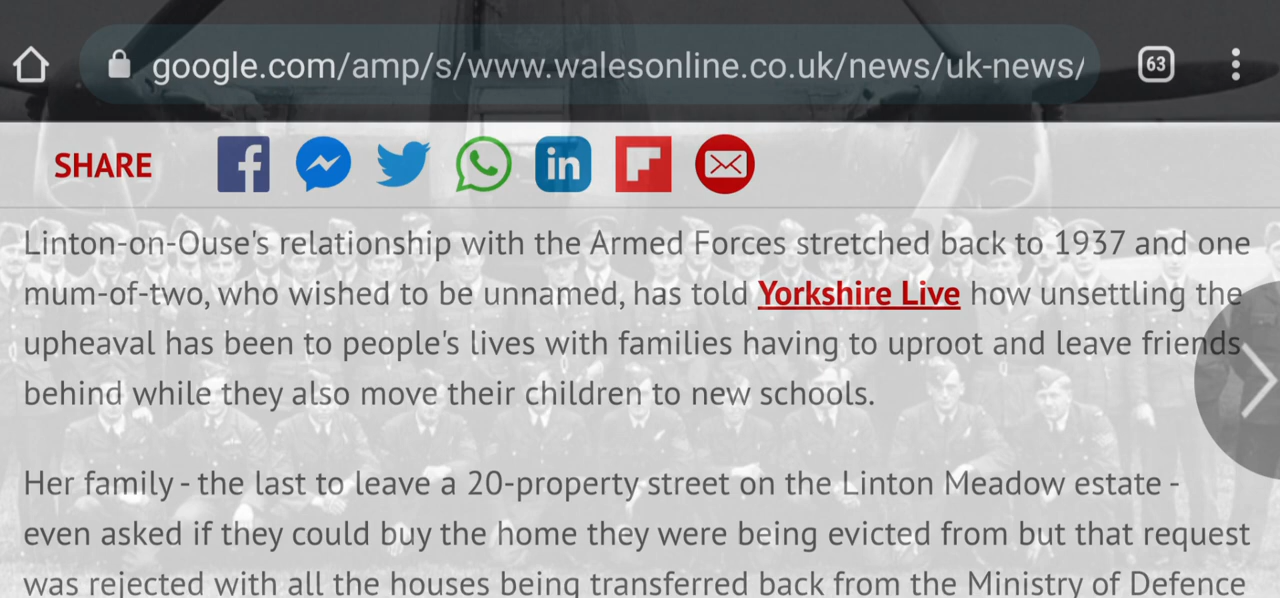 google.com/amp/s/www.walesonline.co.uk/news/uk-news/
63
SHARE
f
in
Linton-on-Ouse's relationship with the Armed Forces stretched back to 1937 and one
mum-of-two, who wished to be unnamed, has told Yorkshire Live how unsettling the
upheaval has been to people's lives with families having to uproot and leave friends
behind while they also move their children to new schools.
Her family - the last to leave a 20-property street on the Linton Meadow estate -
even asked if they could buy the home they were being evicted from but that request
was rejected with all the houses being transferred back from the Ministry of Defence